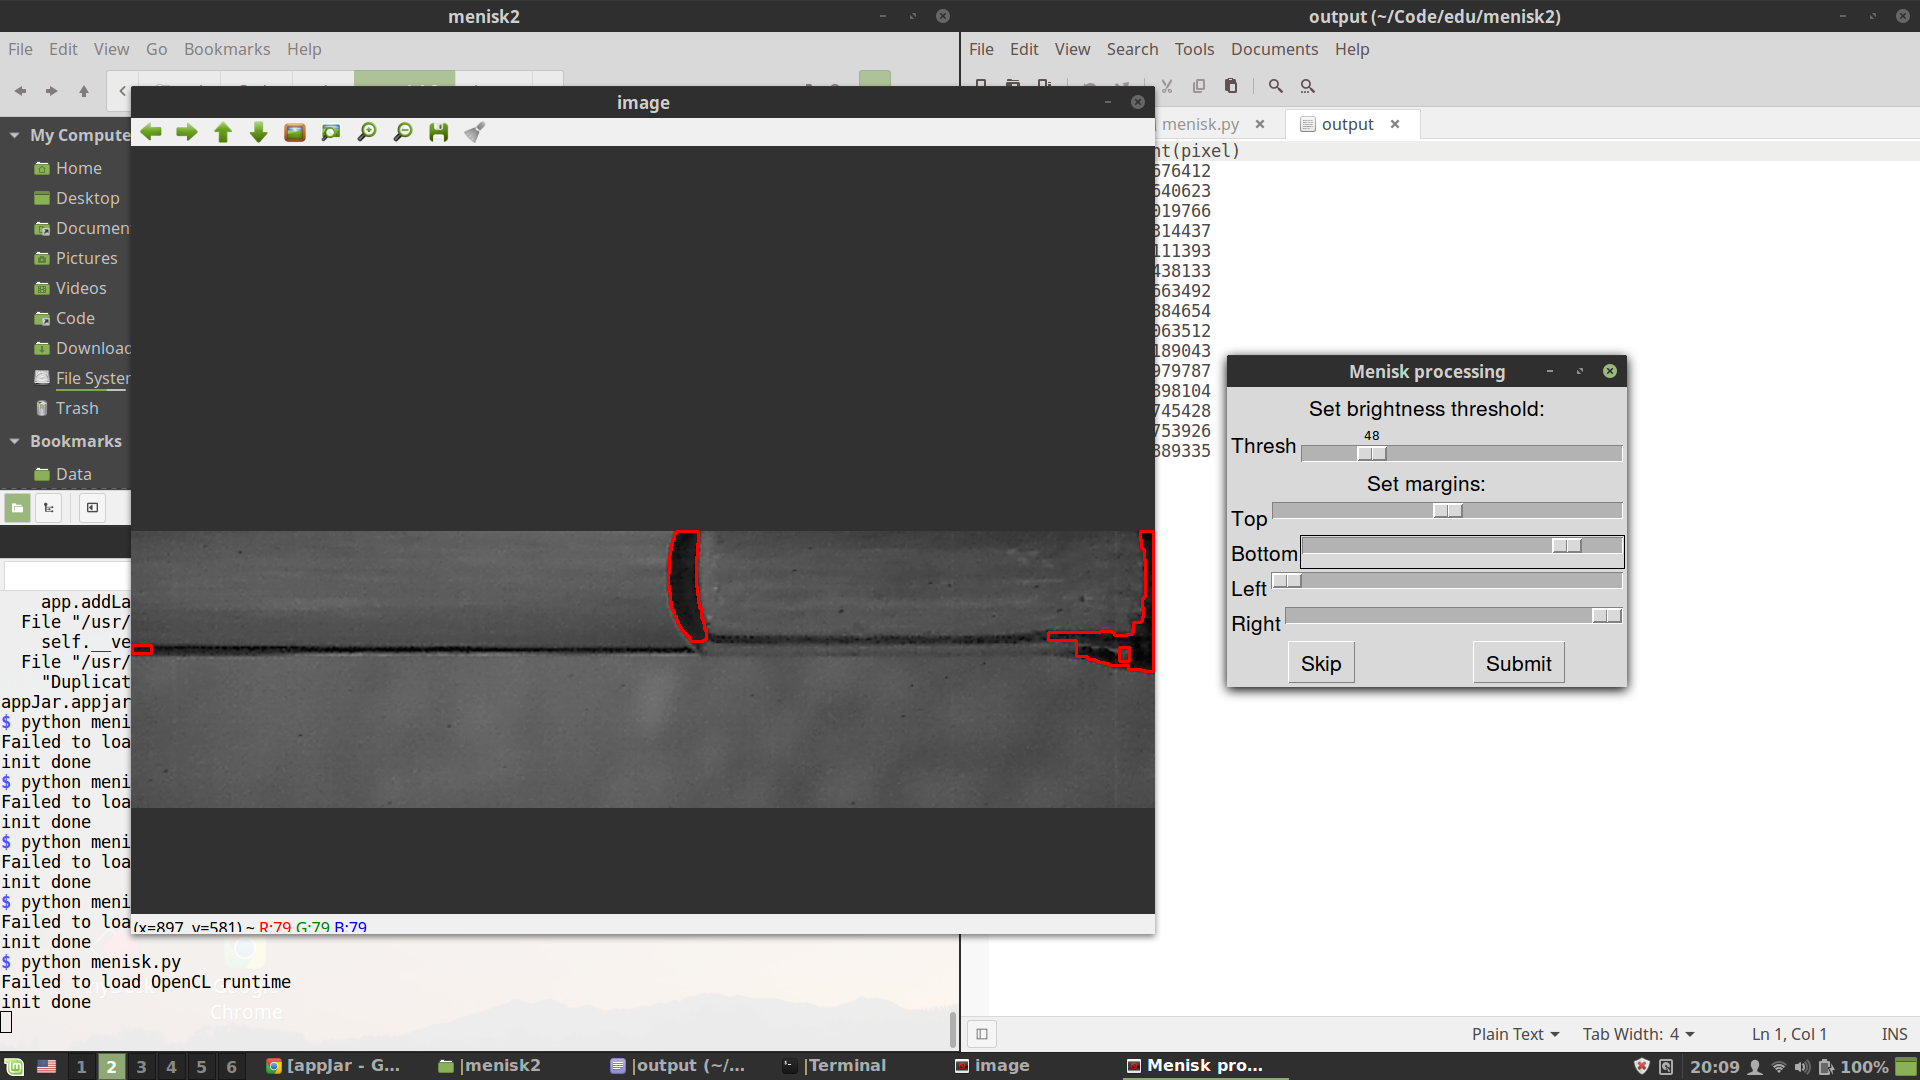 menisk2
File Edit View Go Bookmarks Help
My Compute
Home
Desktop
Documen
Pictures
Videos
Code
Download
File System
Trash
Bookmarks
Data
app.addLa
File "/usr/
self.__ve
File "/usr/
"Duplicat
appJar.appjar
$ python meni
Failed to loa
init done
$ python meni
Failed to loa
init done
$ python meni
Failed to loa
init done
$ python meni
Failed to loa
init done
$ python menisk.py
Failed to load OpenCL runtime
init done
Chrome
image
(x=897, y=581) ~ R:79 G:79 B:79
output (~/Code/edu/menisk2)
File Edit View Search Tools Documents Help
menisk.py
output
nt(pixel)
676412
640623
019766
314437
111393
438133
663492
384654
063512
189043
979787
898104
745428
753926
389335
Menisk processing
Set brightness threshold:
48
Thresh
Set margins:
Top
Bottom
Left
Right
Skip Submit
Plain Text Tab Width: 4 Ln 1, Col 1 INS
1 2 3 4 5 6 [appJar - G... |menisk2 |output (~/... |Terminal image Menisk pro... 20:09 100%